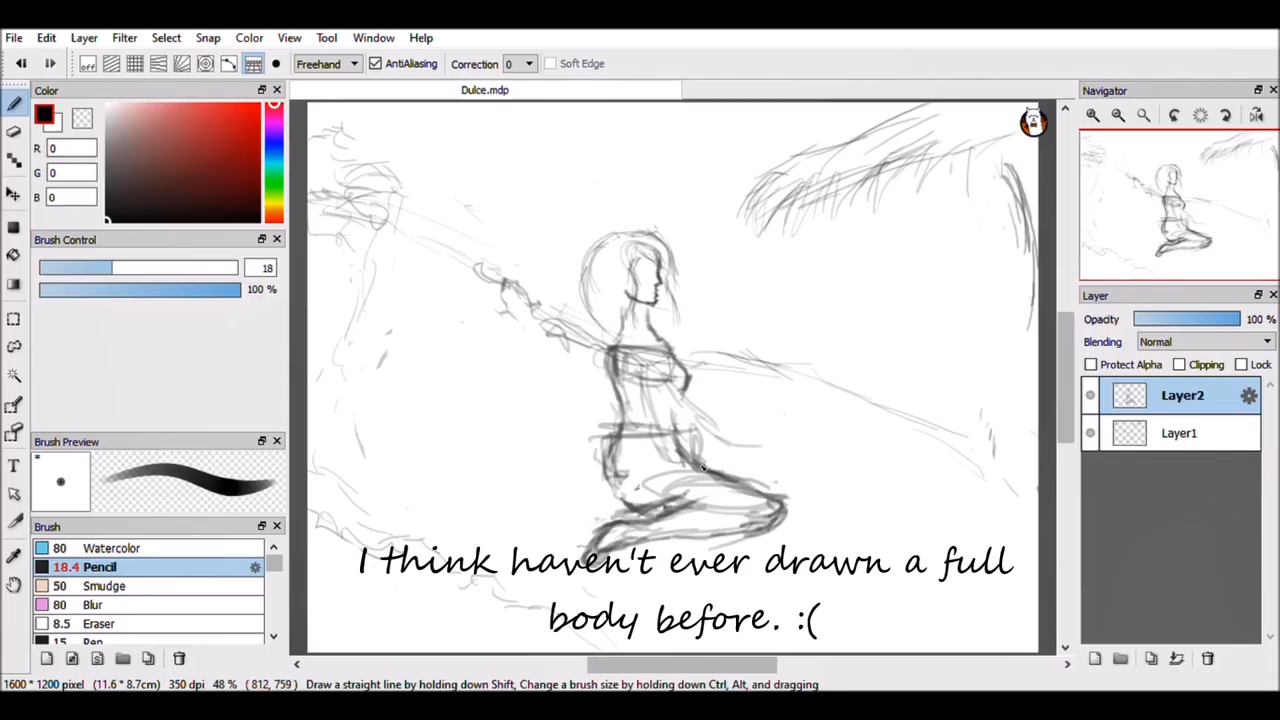 File Edit Layer Filter Select Snap Color View Tool Window Help
off Freehand AntiAliasing Correction 0 Soft Edge
Color
R 0
G 0
B 0
Brush Control
18
100 %
Brush Preview
*
Brush
80 Watercolor
18.4 Pencil
50 Smudge
80 Blur
8.5 Eraser
15 Pen
Dulce.mdp
I think haven't ever drawn a full
body before. :(
Navigator
Layer
Opacity 100 %
Blending Normal
Protect Alpha Clipping Lock
Layer2
Layer1
1600 * 1200 pixel (11.6 * 8.7cm) 350 dpi 48 % ( 812, 759 ) Draw a straight line by holding down Shift, Change a brush size by holding down Ctrl, Alt, and dragging